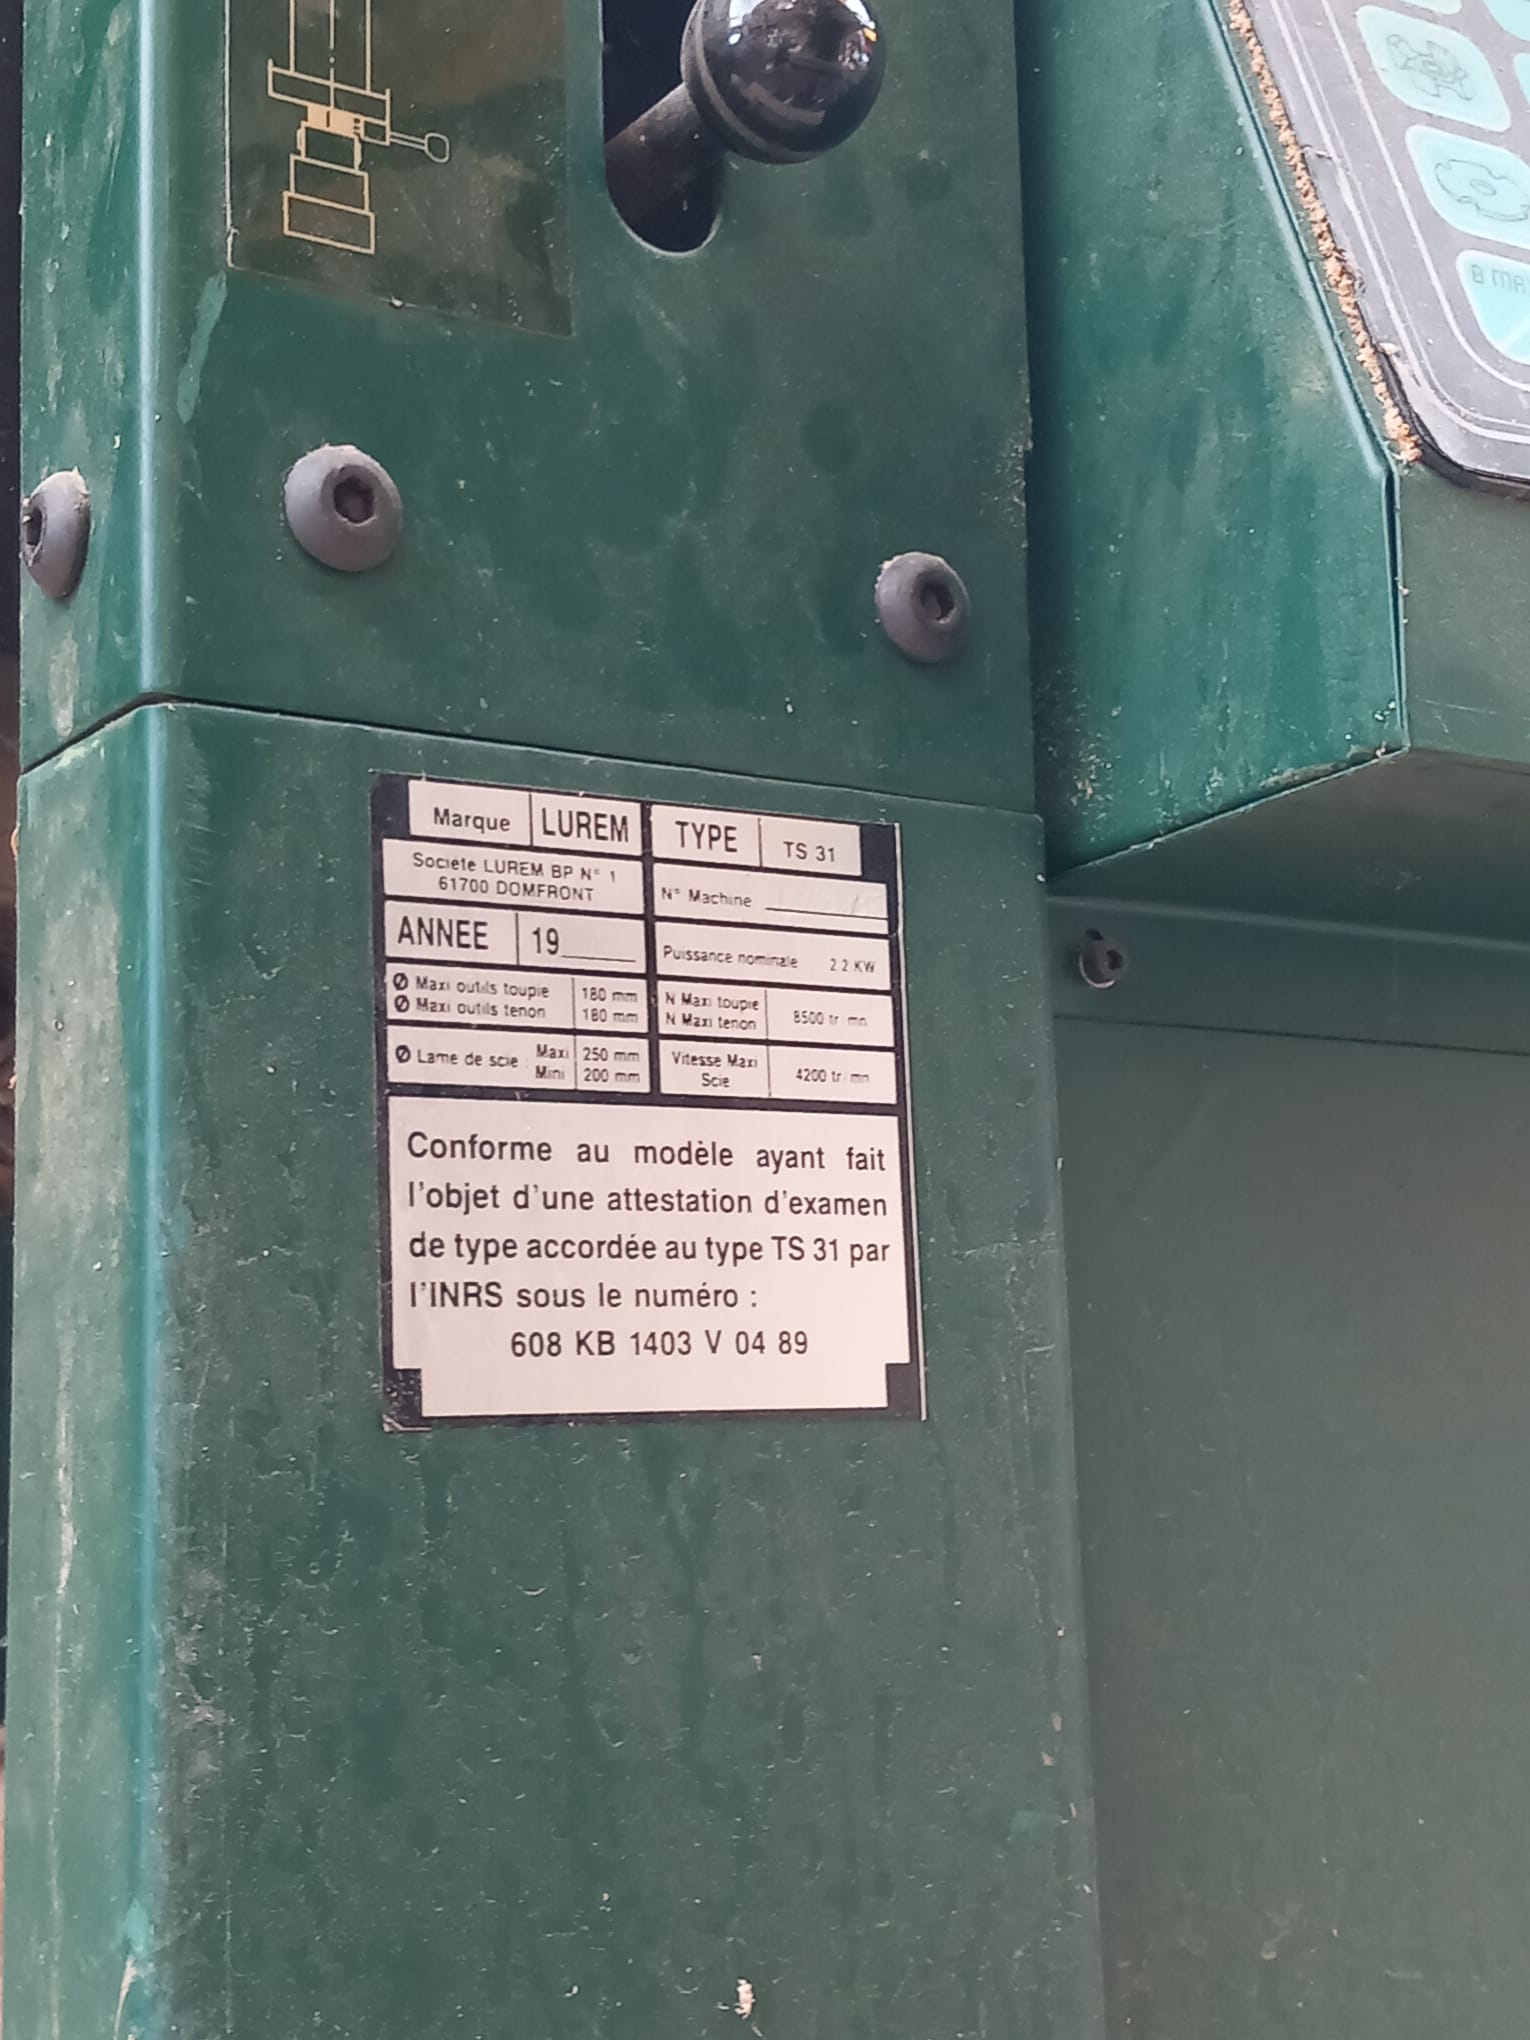 B MA
Marque LUREM TYPE TS 31
Societe LUREM BP N° 1
61700 DOMFRONT
N° Machine
ANNEE 19
Puissance nominale 2.2 KW
Ø Maxi outils toupie 180 mm
Ø Maxi outils tenon 180 mm
N Maxi toupie
N Maxi tenon
8500 tr mn
Ø Lame de scie : Maxi 250 mm
Mini 200 mm
Vitesse Maxi
Scie
4200 tr mn
Conforme au modèle ayant fait
l'objet d'une attestation d'examen
de type accordée au type TS 31 par
l'INRS sous le numéro :
608 KB 1403 V 04 89